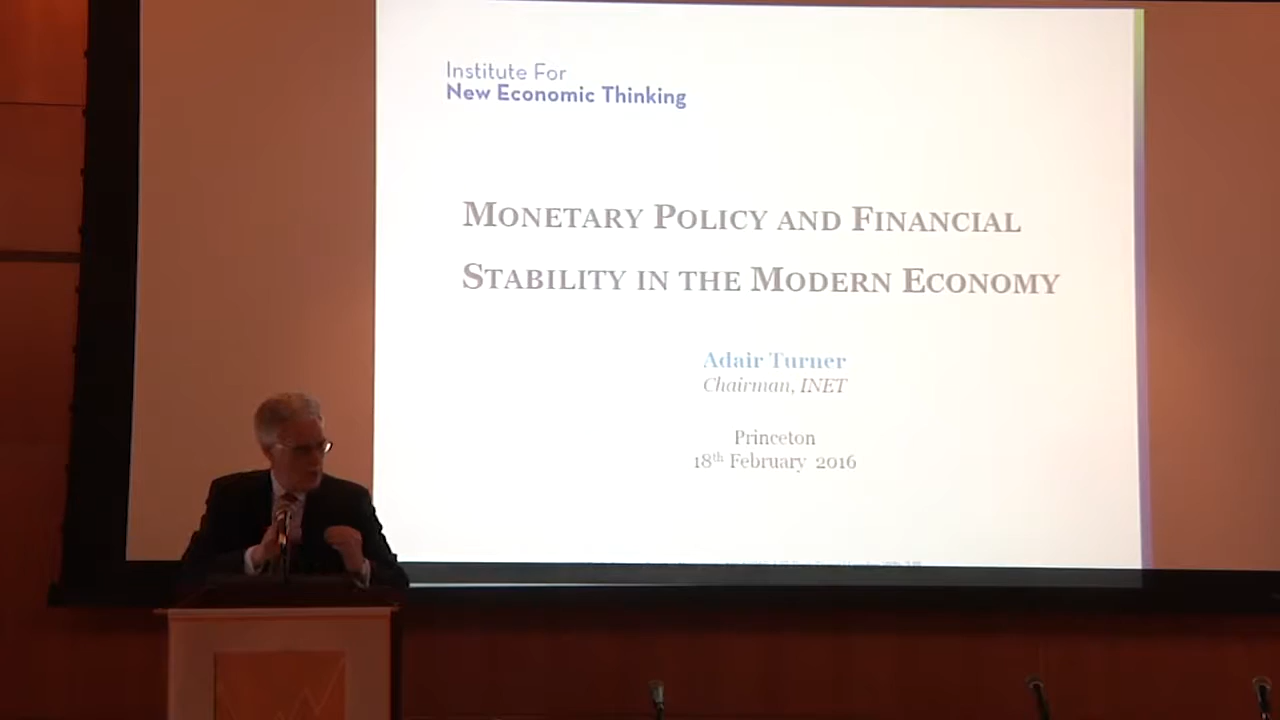 Institute For
New Economic Thinking
MONETARY POLICY AND FINANCIAL
STABILITY IN THE MODERN ECONOMY
Adair Turner
Chairman, INET
Princeton
18th February 2016